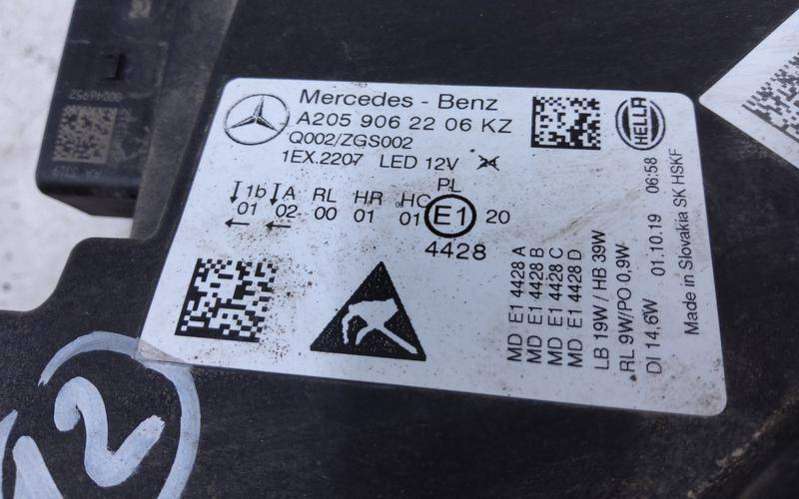 Mercedes - Benz
A205 906 22 06 KZ
Q002/ZGS002
1EX.2207 LED 12V
PL
1b A RL HR HC E1 20
01 02 00 01 01
4428
MD E1 4428 A
MD E1 4428 B
MD E1 4428 C
MD E1 4428 D
LB 19W / HB 39W
RL 9W/PO 0,9W
DI 14,6W 01.10.19 06:58
Made in Slovakia SK HSKF
HELLA
12